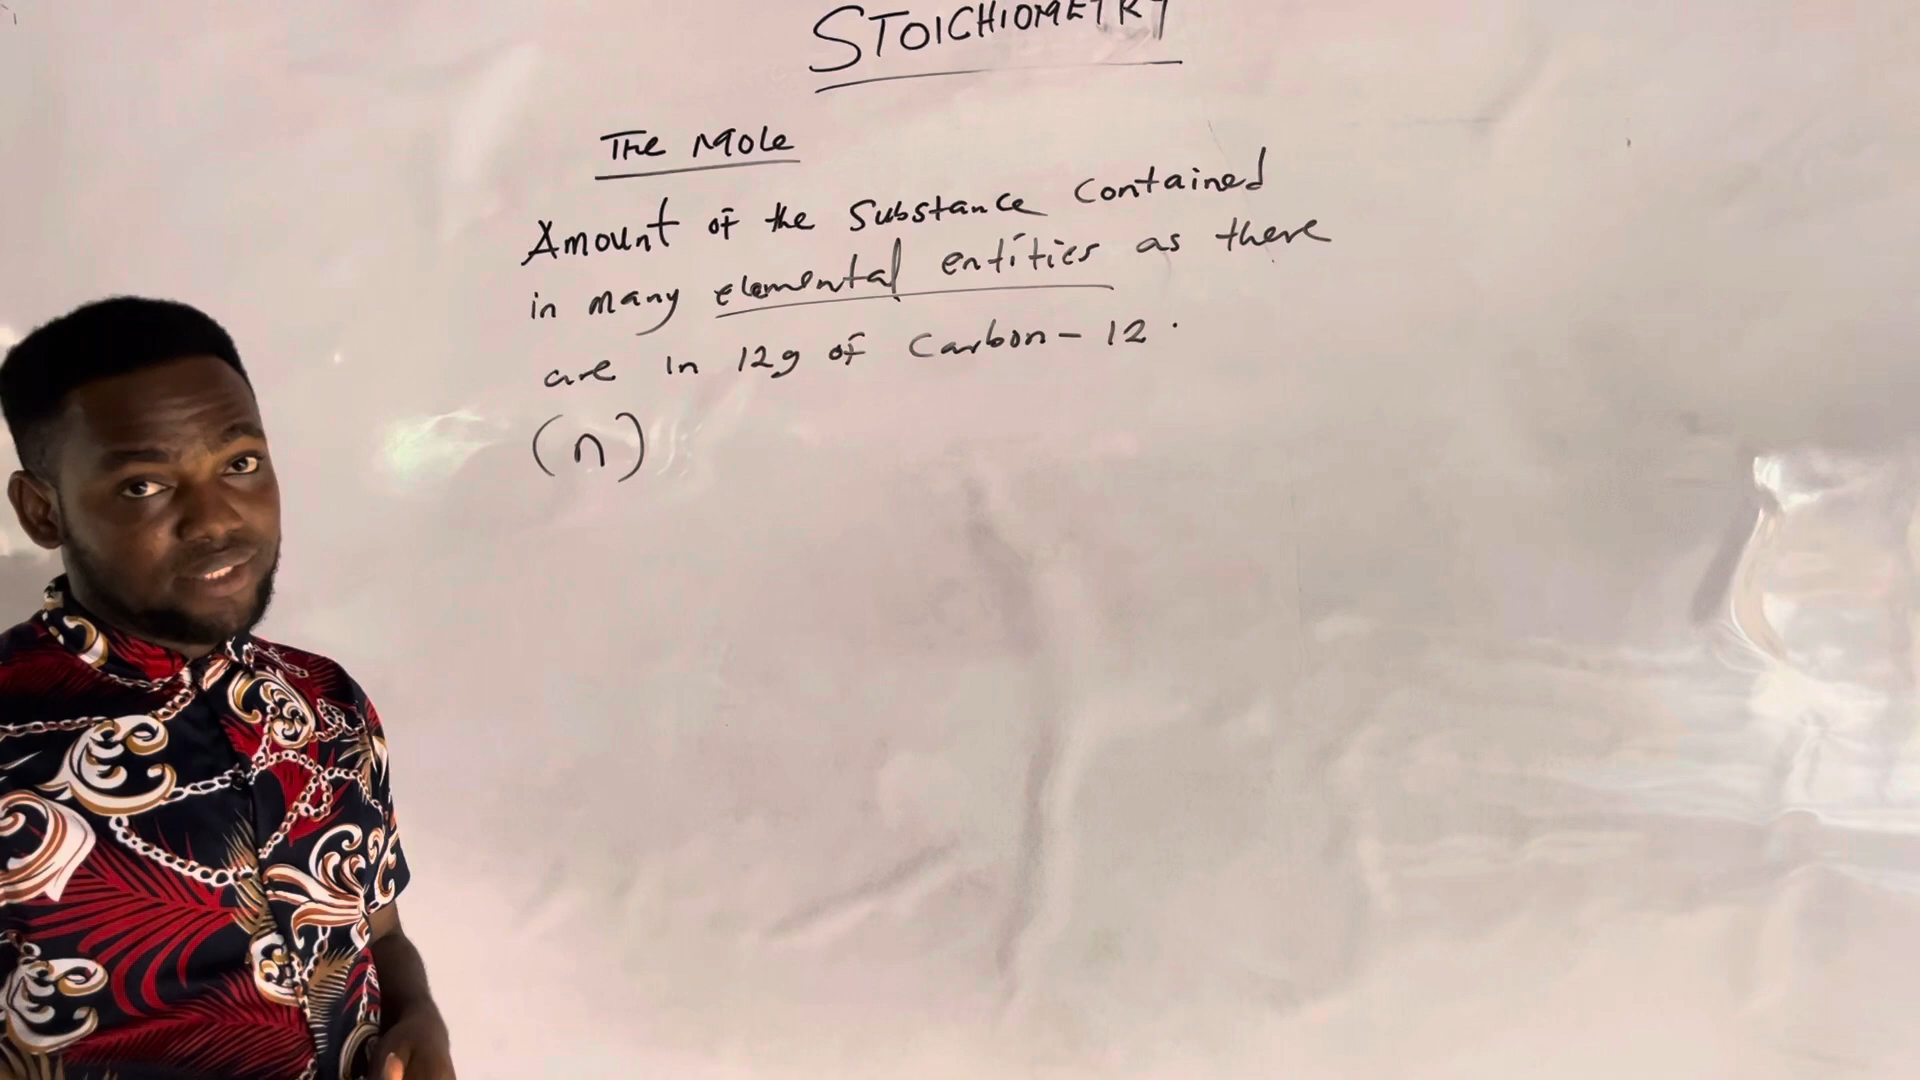 STOICHIOMETRY
The Mole
Amount of the Substance Contained
in many elemental entities as there
are in 12g of Carbon - 12.
(n)